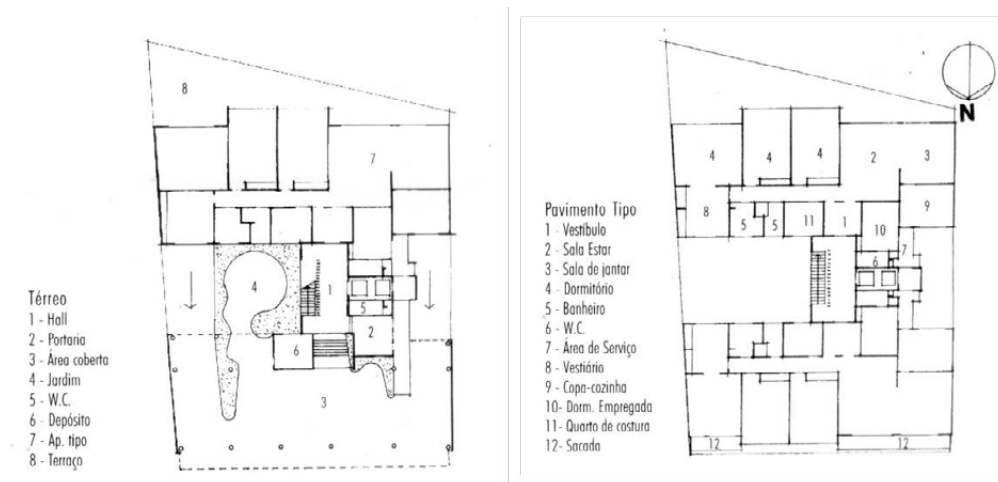 8
7
4
1
5
2
6
3
Térreo
1 - Hall
2 - Portaria
3 - Área coberta
4 - Jardim
5 - W.C.
6 - Depósito
7 - Ap. tipo
8 - Terraço
N
4
4
4
2
3
8
5
5
11
1
10
9
7
6
12
12
Pavimento Tipo
1 - Vestíbulo
2 - Sala Estar
3 - Sala de jantar
4 - Dormitório
5 - Banheiro
6 - W.C.
7 - Área de Serviço
8 - Vestiário
9 - Copa-cozinha
10- Dorm. Empregada
11- Quarto de costura
12- Sacada